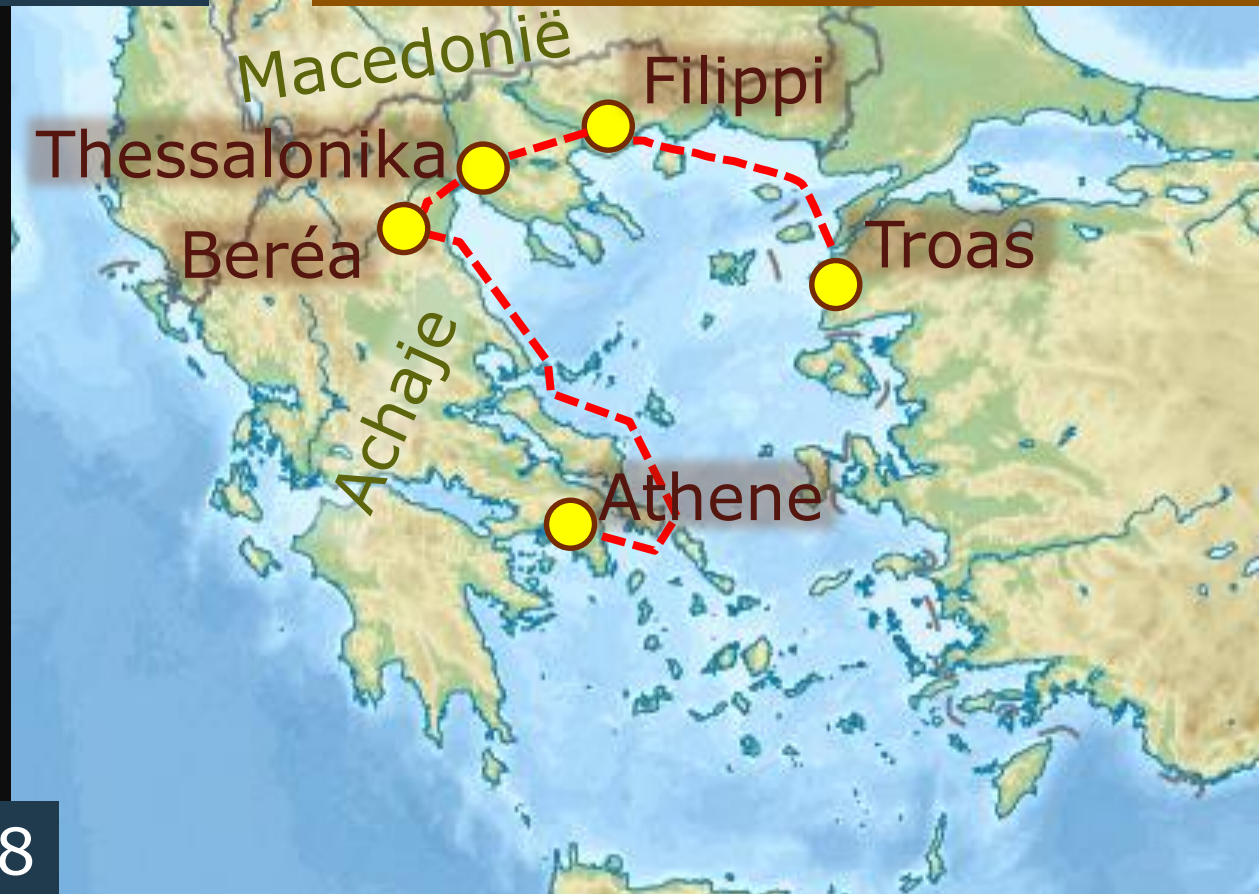 Macedonië
Filippi
Thessalonika
Beréa
Troas
Achaje
Athene
8